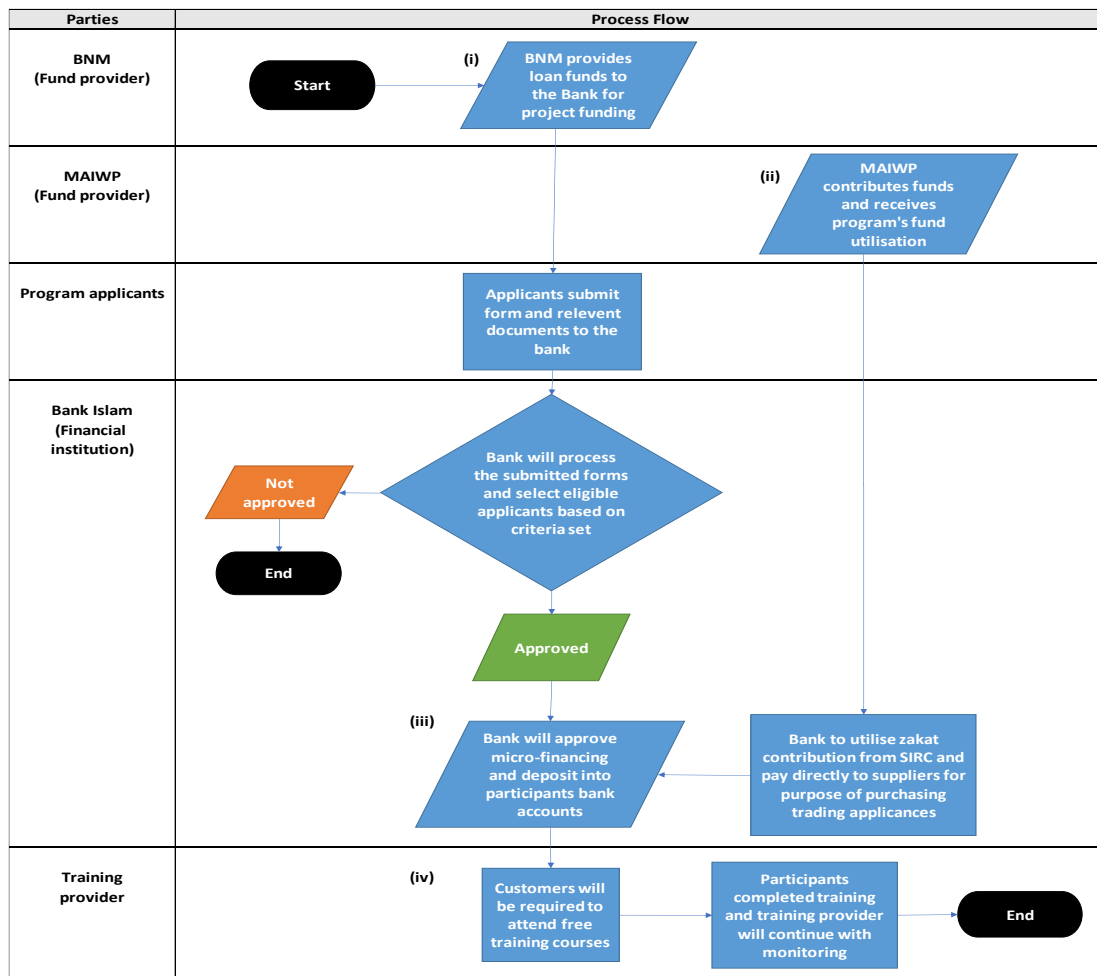 Parties
Process Flow
BNM
(Fund provider)
Start
(i)
BNM provides
loan funds to
the Bank for
project funding
MAIWP
(Fund provider)
(ii)
MAIWP
contributes funds
and receives
program's fund
utilisation
Program applicants
Applicants submit
form and relevent
documents to the
bank
Bank Islam
(Financial
institution)
Bank will process
the submitted forms
and select eligible
applicants based on
criteria set
Not
approved
End
Approved
(iii)
Bank will approve
micro-financing
and deposit into
participants bank
accounts
Bank to utilise zakat
contribution from SIRC and
pay directly to suppliers for
purpose of purchasing
trading applicances
Training
provider
(iv)
Customers will
be required to
attend free
training courses
Participants
completed training
and training provider
will continue with
monitoring
End